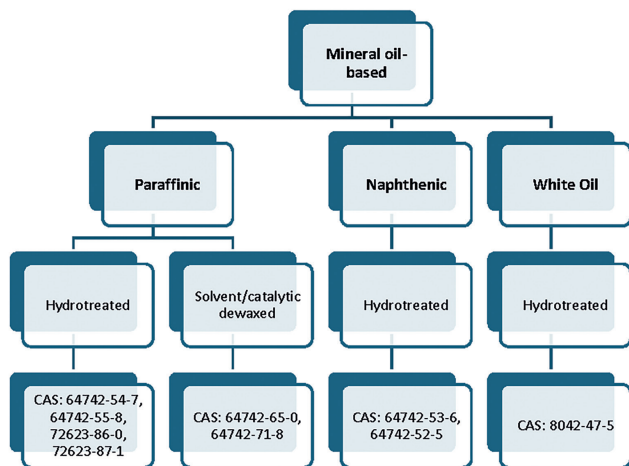 Mineral oil-
based
Paraffinic
Naphthenic
White Oil
Hydrotreated
Solvent/catalytic
dewaxed
Hydrotreated
Hydrotreated
CAS: 64742-54-7,
64742-55-8,
72623-86-0,
72623-87-1
CAS: 64742-65-0,
64742-71-8
CAS: 64742-53-6,
64742-52-5
CAS: 8042-47-5